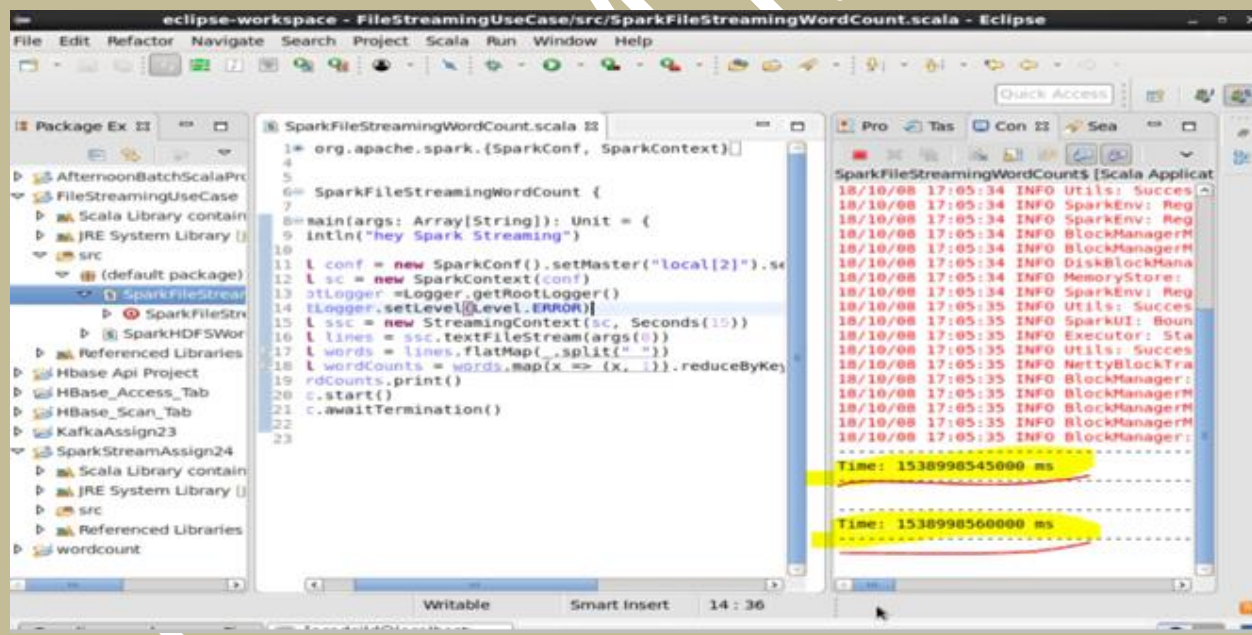 eclipse-workspace - FileStreamingUseCase/src/SparkFileStreamingWordCount.scala - Eclipse
File Edit Refactor Navigate Search Project Scala Run Window Help
Quick Access
Package Ex
AfternoonBatchScalaPro
FileStreamingUseCase
Scala Library contain
JRE System Library [
src
(default package)
SparkFileStrear
SparkFileStre
SparkHDFSWor
Referenced Libraries
Hbase Api Project
HBase_Access_Tab
HBase_Scan_Tab
KafkaAssign23
SparkStreamAssign24
Scala Library contain
JRE System Library [
src
Referenced Libraries
wordcount
SparkFileStreamingWordCount.scala
1 org.apache.spark.{SparkConf, SparkContext}
4
5
6 SparkFileStreamingWordCount {
7
8 main(args: Array[String]): Unit = {
9 intln("hey Spark Streaming")
10
11 l conf = new SparkConf().setMaster("local[2]").se
12 l sc = new SparkContext(conf)
13 otLogger =Logger.getRootLogger()
14 tLogger.setLevel(Level.ERROR)
15 l ssc = new StreamingContext(sc, Seconds(15))
16 l lines = ssc.textFileStream(args(0))
17 l words = lines.flatMap(_.split(" "))
18 l wordCounts = words.map(x => (x, 1)).reduceByKey
19 rdCounts.print()
20 c.start()
21 c.awaitTermination()
22
23
Pro Tas Con Sea
SparkFileStreamingWordCount$ [Scala Applicat
18/10/08 17:05:34 INFO Utils: Succes
18/10/08 17:05:34 INFO SparkEnv: Reg
18/10/08 17:05:34 INFO SparkEnv: Reg
18/10/08 17:05:34 INFO BlockManagerM
18/10/08 17:05:34 INFO BlockManagerM
18/10/08 17:05:34 INFO DiskBlockMana
18/10/08 17:05:34 INFO MemoryStore:
18/10/08 17:05:34 INFO SparkEnv: Reg
18/10/08 17:05:35 INFO Utils: Succes
18/10/08 17:05:35 INFO SparkUI: Boun
18/10/08 17:05:35 INFO Executor: Sta
18/10/08 17:05:35 INFO Utils: Succes
18/10/08 17:05:35 INFO NettyBlockTra
18/10/08 17:05:35 INFO BlockManager:
18/10/08 17:05:35 INFO BlockManagerM
18/10/08 17:05:35 INFO BlockManagerM
18/10/08 17:05:35 INFO BlockManagerM
18/10/08 17:05:35 INFO BlockManager:
Time: 1538998545000 ms
Time: 1538998560000 ms
Writable Smart Insert 14 : 36